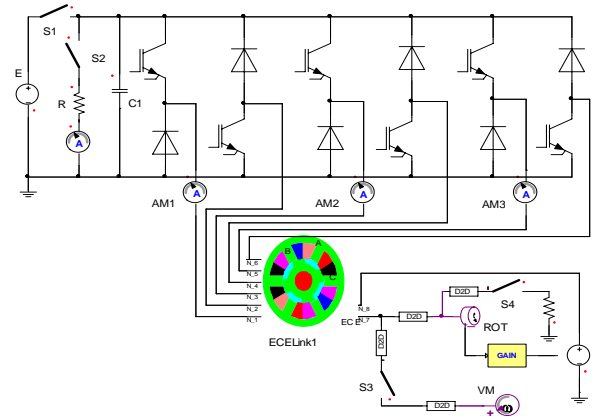 S1
S2
E
R
C1
A
AM1
A
AM2
A
AM3
A
N_6
N_5
N_4
N_3
N_2
N_1
A
B
C
N_8
N_7
ECE
ECELink1
D2D
D2D
S4
ROT
D2D
GAIN
S3
D2D
VM
+